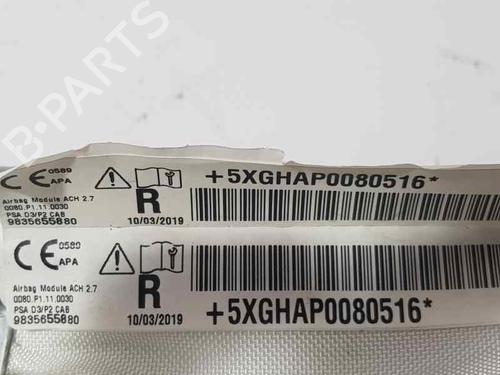 B-PARTS
CE 0589
APA
Airbag Module ACH 2.7
0080.P1.11.0030
PSA D3/P2 CAB
9835655880
R
10/03/2019
+5XGHAP0080516*
CE 0589
APA
Airbag Module ACH 2.7
0080.P1.11.0030
PSA D3/P2 CAB
9835655880
R
10/03/2019
+5XGHAP0080516*